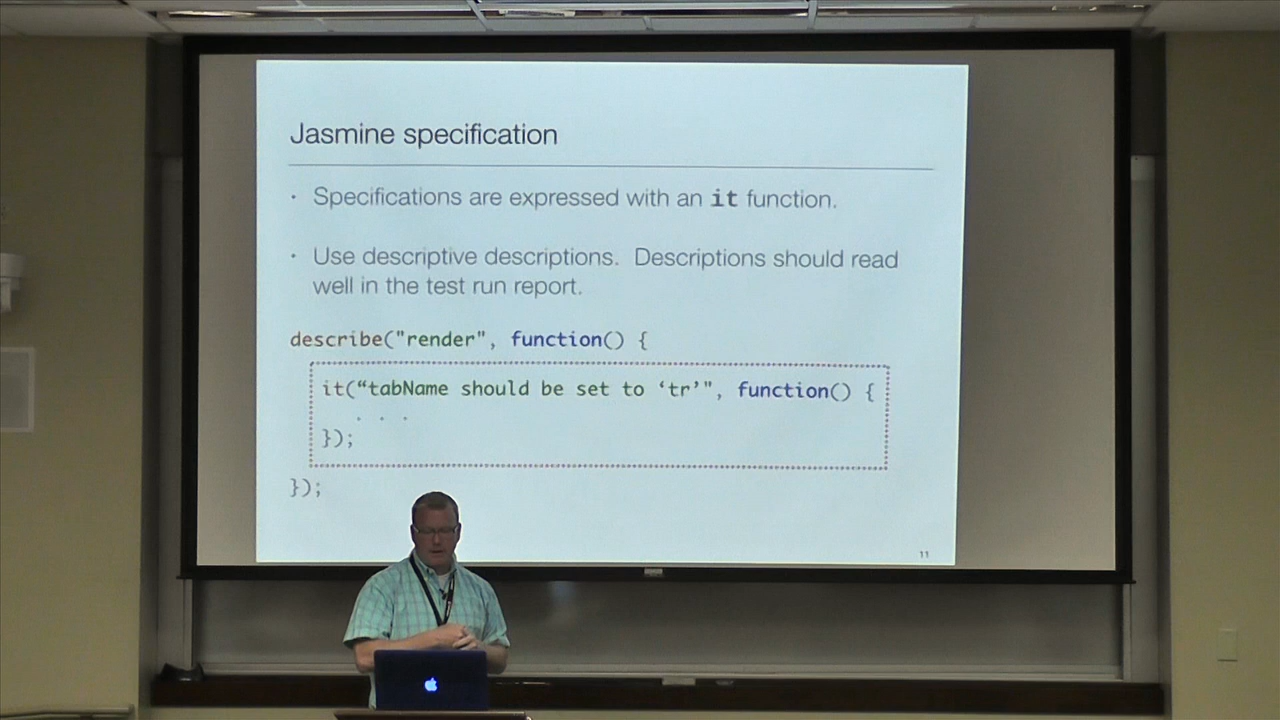 Jasmine specification
• Specifications are expressed with an it function.
• Use descriptive descriptions. Descriptions should read
well in the test run report.
describe("render", function() {
it(“tabName should be set to ‘tr’", function() {
. . .
});
});
11